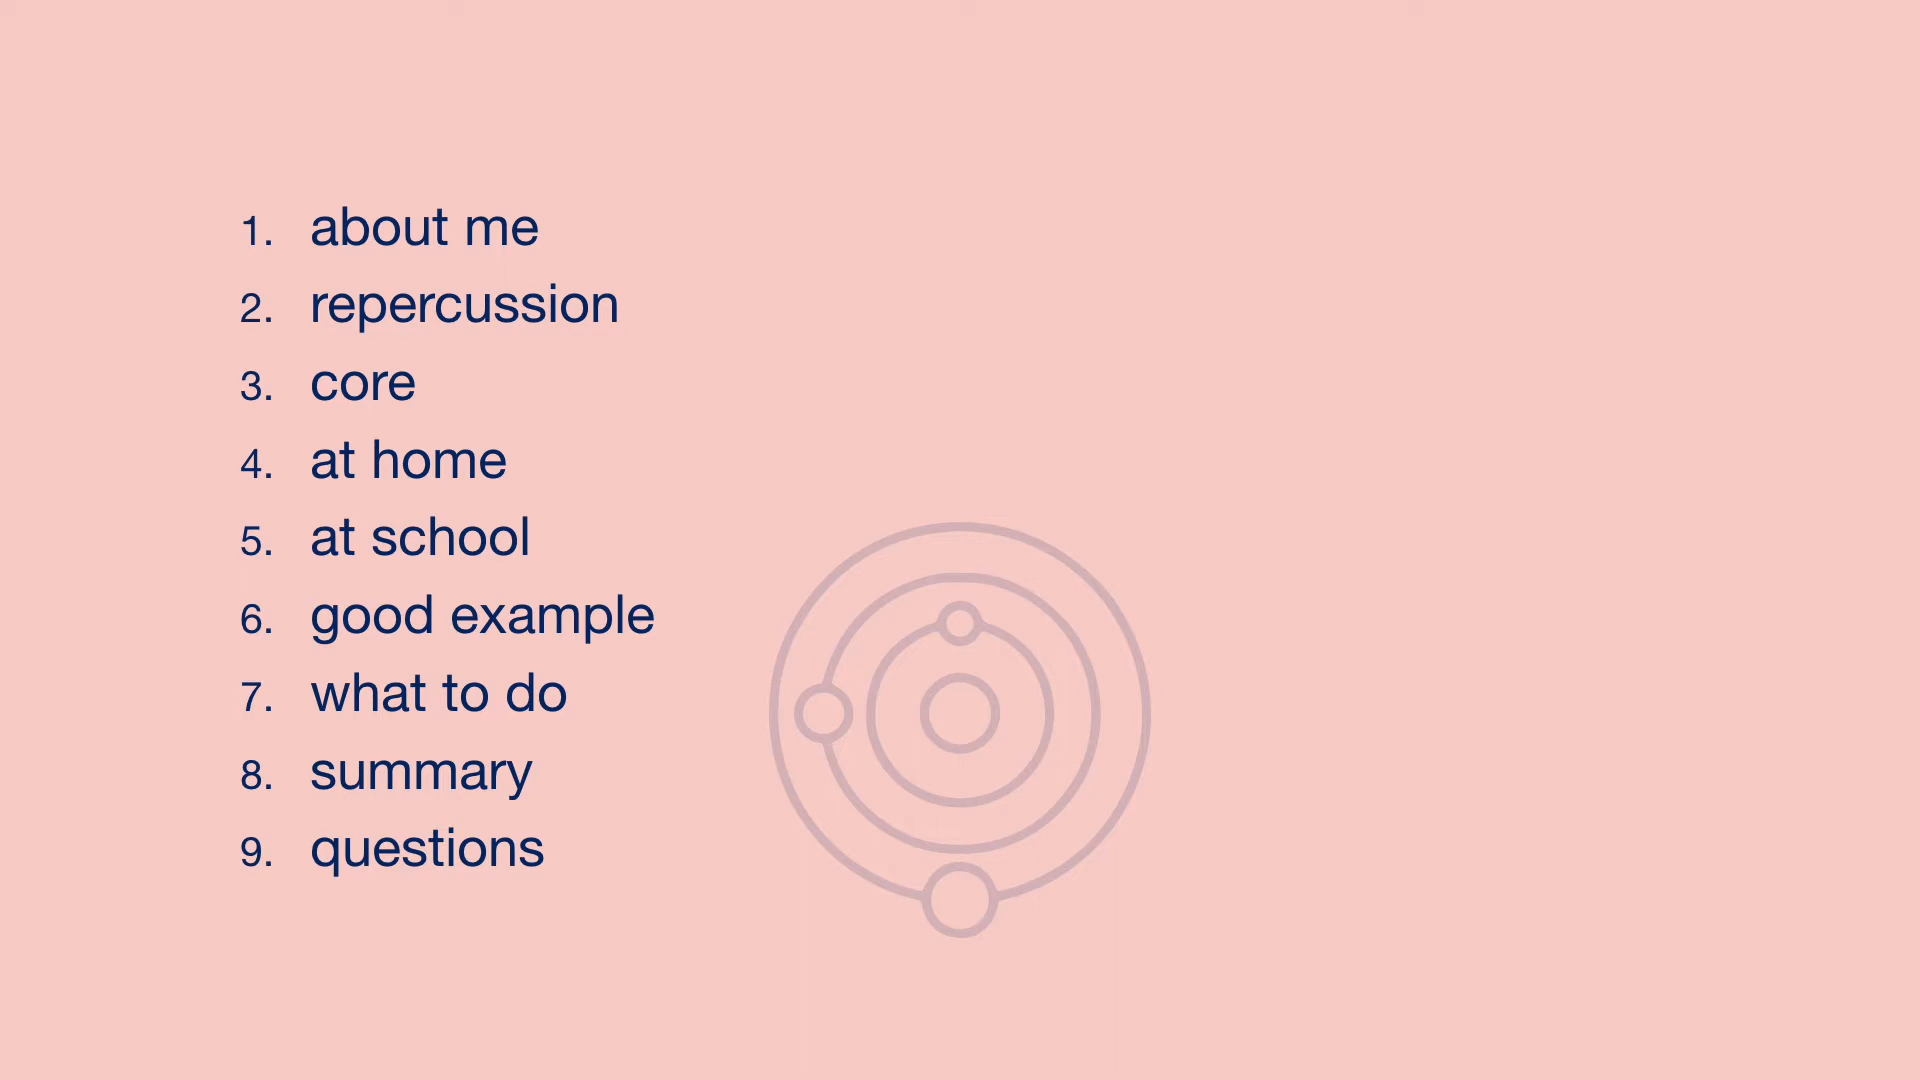 1. about me
2. repercussion
3. core
4. at home
5. at school
6. good example
7. what to do
8. summary
9. questions